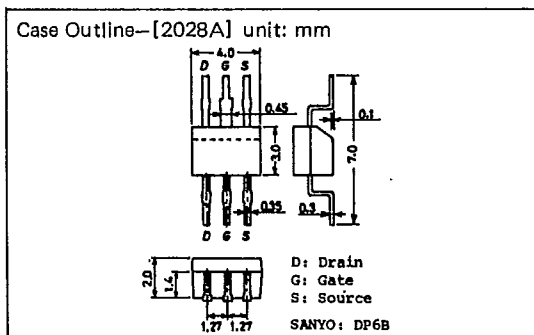 Case Outline–[2028A] unit: mm
4.0
D G S
0.45
0.1
3.0
7.0
0.35
0.3
D G S
2.0
1.4
1.27 1.27
D: Drain
G: Gate
S: Source
SANYO: DP6B